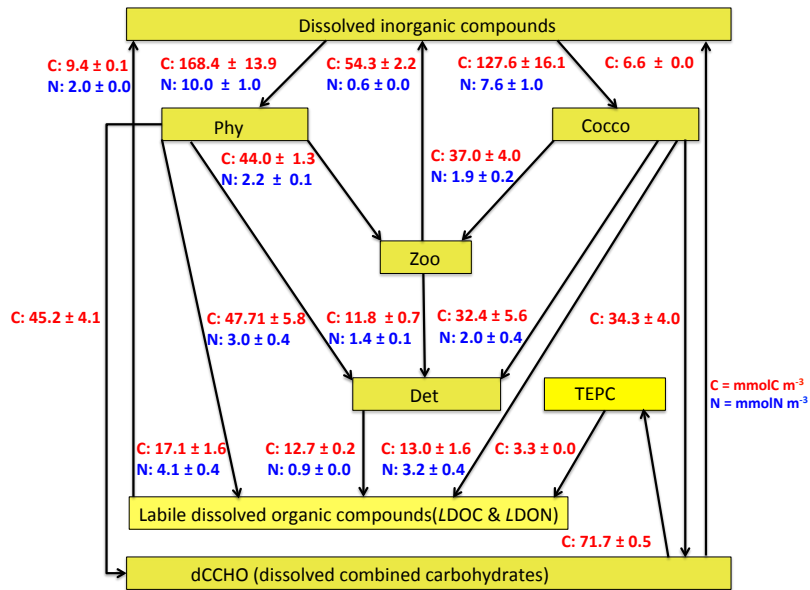 Dissolved inorganic compounds
C: 9.4 ± 0.1
N: 2.0 ± 0.0
C: 168.4 ± 13.9
N: 10.0 ± 1.0
C: 54.3 ± 2.2
N: 0.6 ± 0.0
C: 127.6 ± 16.1
N: 7.6 ± 1.0
C: 6.6 ± 0.0
Phy
Cocco
C: 44.0 ± 1.3
N: 2.2 ± 0.1
C: 37.0 ± 4.0
N: 1.9 ± 0.2
Zoo
C: 45.2 ± 4.1
C: 47.71 ± 5.8
N: 3.0 ± 0.4
C: 11.8 ± 0.7
N: 1.4 ± 0.1
C: 32.4 ± 5.6
N: 2.0 ± 0.4
C: 34.3 ± 4.0
Det
TEPC
C = mmolC m⁻³
N = mmolN m⁻³
C: 17.1 ± 1.6
N: 4.1 ± 0.4
C: 12.7 ± 0.2
N: 0.9 ± 0.0
C: 13.0 ± 1.6
N: 3.2 ± 0.4
C: 3.3 ± 0.0
Labile dissolved organic compounds(LDOC & LDON)
C: 71.7 ± 0.5
dCCHO (dissolved combined carbohydrates)